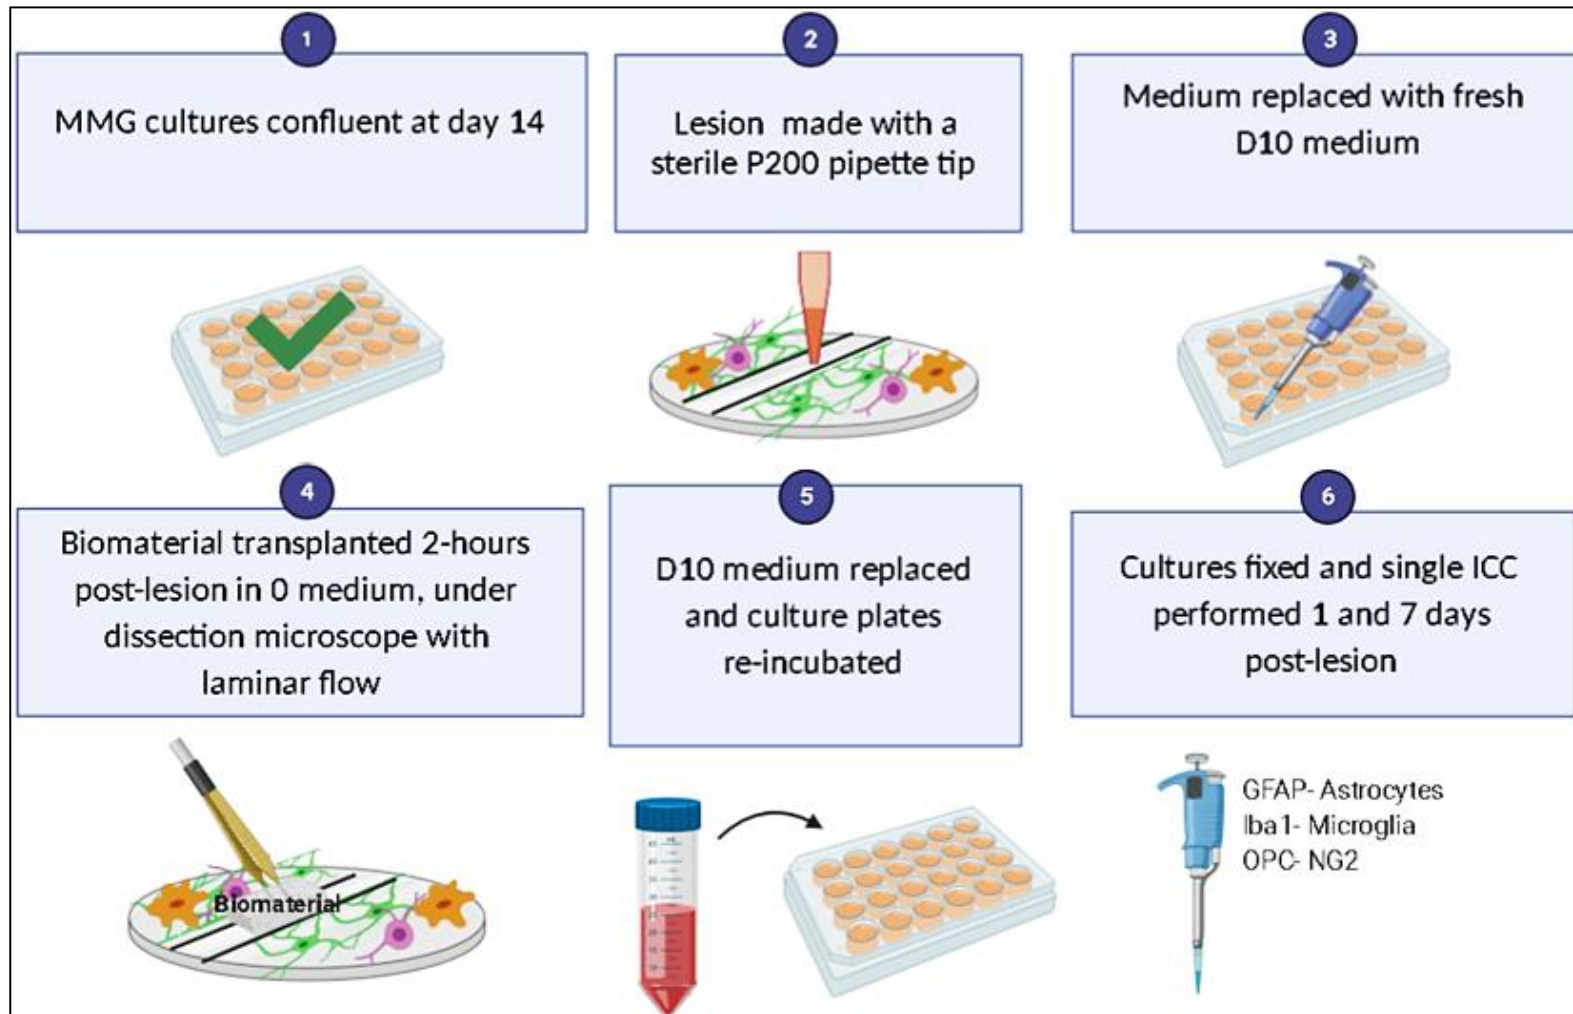 1
MMG cultures confluent at day 14
2
Lesion made with a
sterile P200 pipette tip
3
Medium replaced with fresh
D10 medium
4
Biomaterial transplanted 2-hours
post-lesion in 0 medium, under
dissection microscope with
laminar flow
Biomaterial
5
D10 medium replaced
and culture plates
re-incubated
6
Cultures fixed and single ICC
performed 1 and 7 days
post-lesion
GFAP- Astrocytes
Iba1- Microglia
OPC- NG2